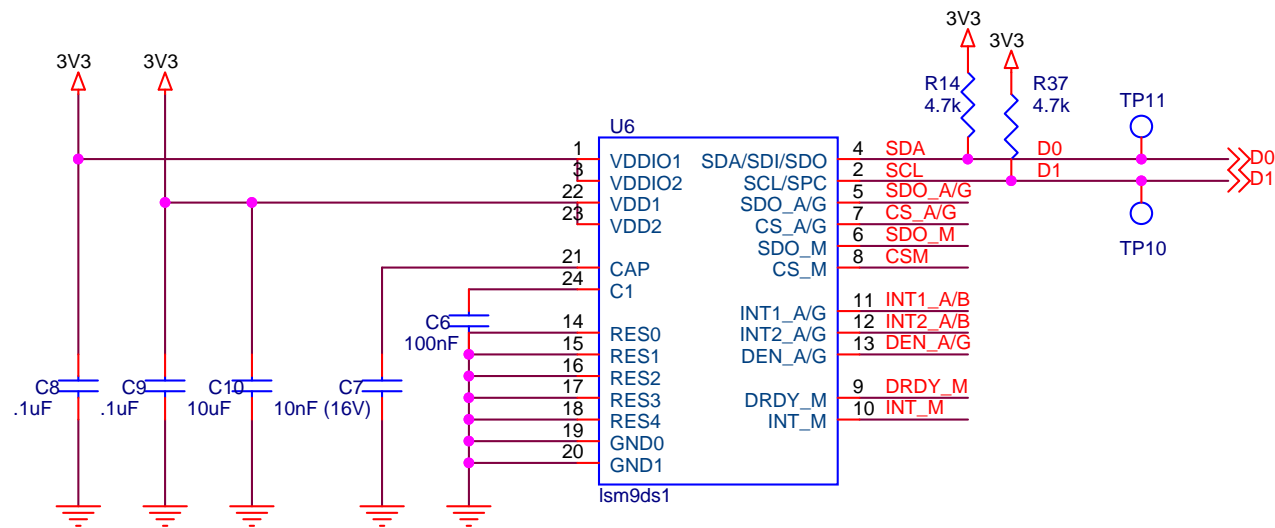 3V3
3V3
3V3
3V3
R14
4.7k
R37
4.7k
TP11
U6
1
VDDIO1
SDA/SDI/SDO
4
SDA
D0
D0
3
VDDIO2
SCL/SPC
2
SCL
D1
D1
22
VDD1
SDO_A/G
5
SDO_A/G
23
VDD2
CS_A/G
7
CS_A/G
SDO_M
6
SDO_M
TP10
21
CAP
CS_M
8
CSM
24
C1
INT1_A/G
11
INT1_A/B
C6
100nF
14
RES0
INT2_A/G
12
INT2_A/B
15
RES1
DEN_A/G
13
DEN_A/G
16
RES2
C8
.1uF
C9
.1uF
C10
10uF
C7
10nF (16V)
17
RES3
DRDY_M
9
DRDY_M
18
RES4
INT_M
10
INT_M
19
GND0
20
GND1
lsm9ds1